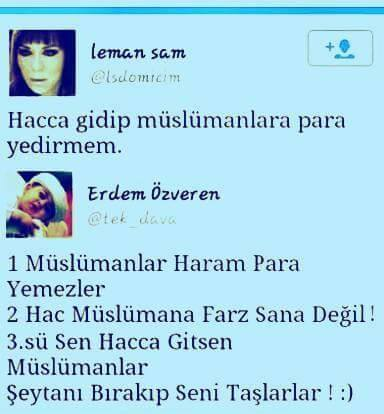 leman sam
@lsdomicim
Hacca gidip müslümanlara para
yedirmem.
Erdem Özveren
@tek_dava
1 Müslümanlar Haram Para
Yemezler
2 Hac Müslümana Farz Sana Değil!
3.sü Sen Hacca Gitsen
Müslümanlar
Şeytanı Bırakıp Seni Taşlarlar ! :)